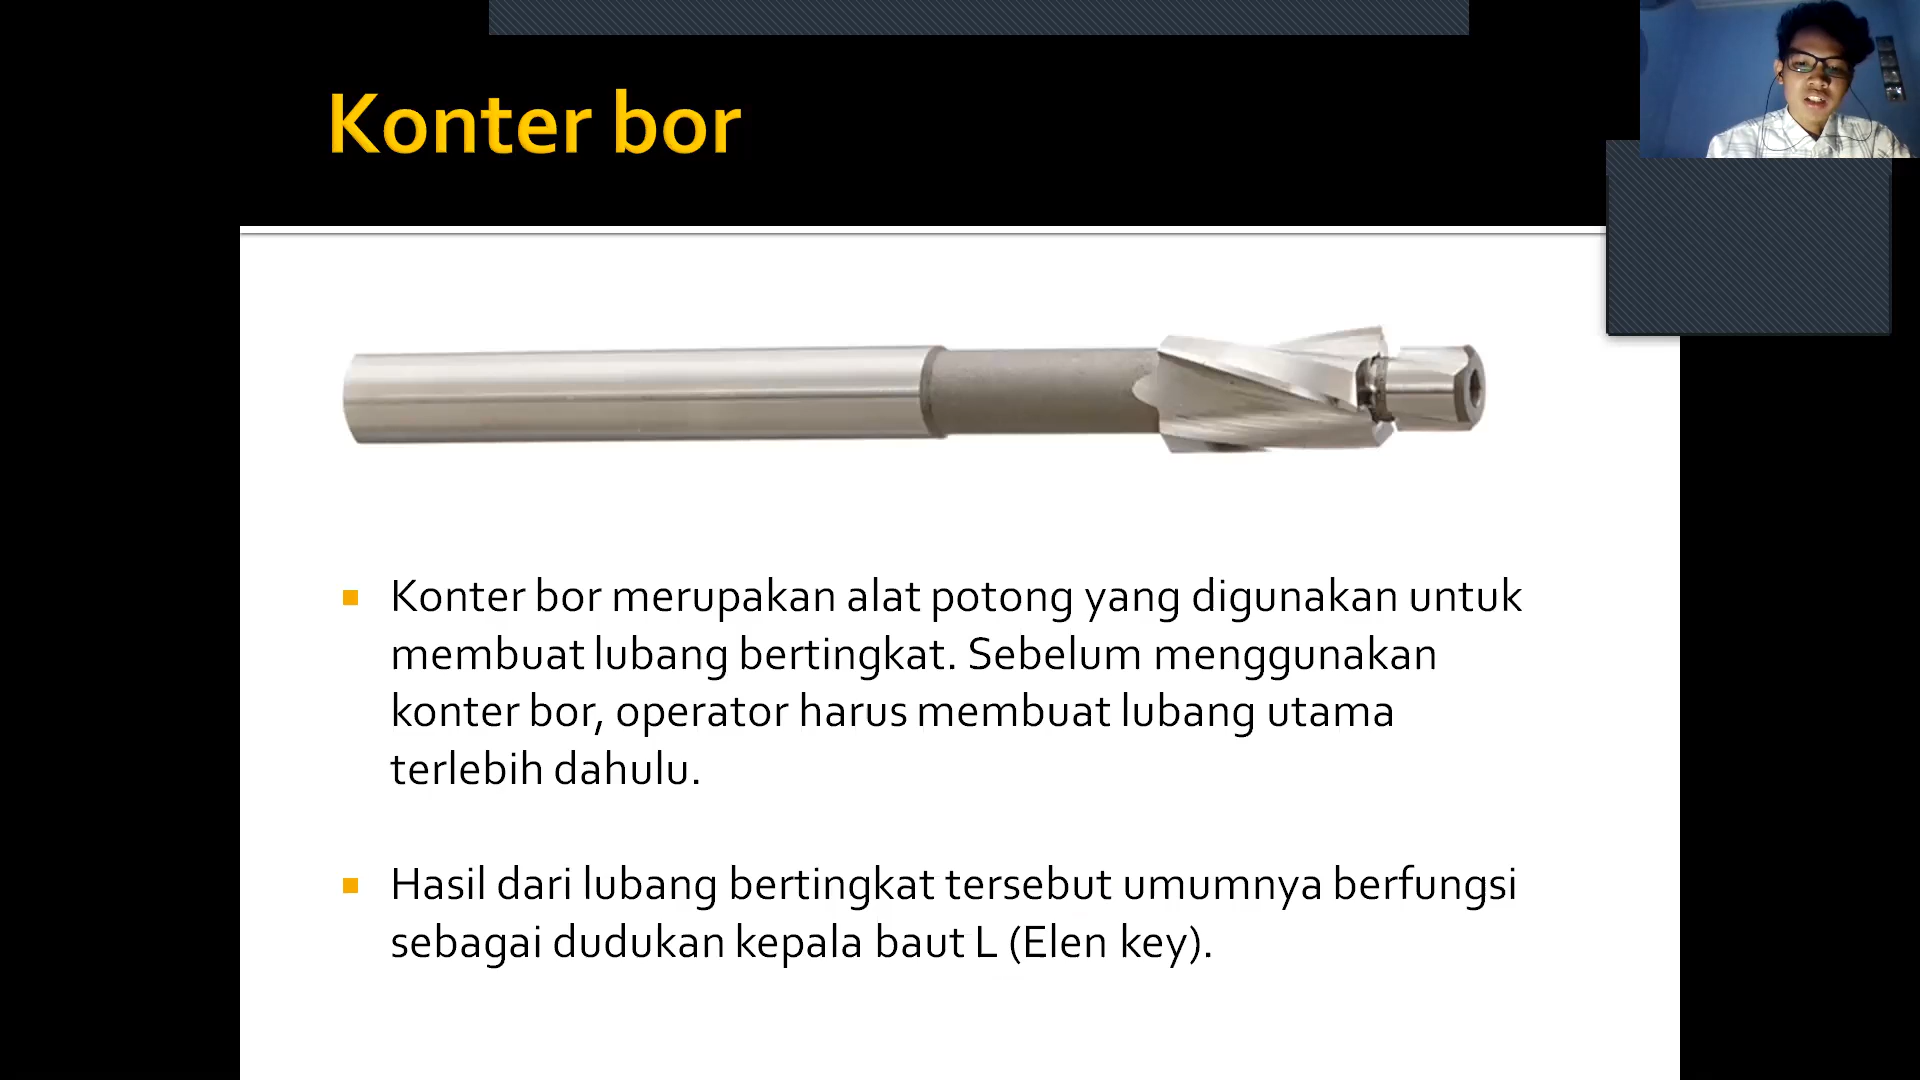 Konter bor
Konter bor merupakan alat potong yang digunakan untuk
membuat lubang bertingkat. Sebelum menggunakan
konter bor, operator harus membuat lubang utama
terlebih dahulu.
Hasil dari lubang bertingkat tersebut umumnya berfungsi
sebagai dudukan kepala baut L (Elen key).